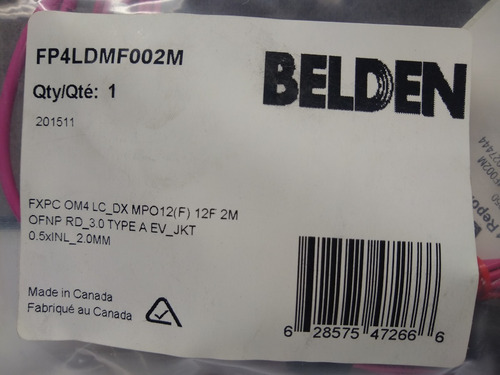 FP4LDMF002M
BELDEN
Qty/Qté: 1
201511
FXPC OM4 LC_DX MPO12(F) 12F 2M
OFNP RD_3.0 TYPE A EV_JKT
0.5xINL_2.0MM
Made in Canada
Fabriqué au Canada
6 28575 47266 6